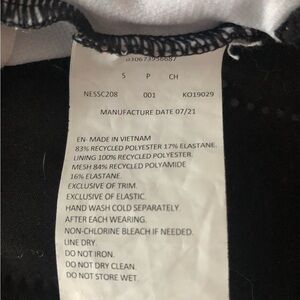 030673956687
S P CH
NESSC208 001 KO19029
MANUFACTURE DATE 07/21
EN- MADE IN VIETNAM
83% RECYCLED POLYESTER 17% ELASTANE.
LINING 100% RECYCLED POLYESTER.
MESH 84% RECYCLED POLYAMIDE
16% ELASTANE.
EXCLUSIVE OF TRIM.
EXCLUSIVE OF ELASTIC.
HAND WASH COLD SEPARATELY
AFTER EACH WEARING.
NON-CHLORINE BLEACH IF NEEDED.
LINE DRY.
DO NOT IRON.
DO NOT DRY CLEAN.
DO NOT STORE WET.